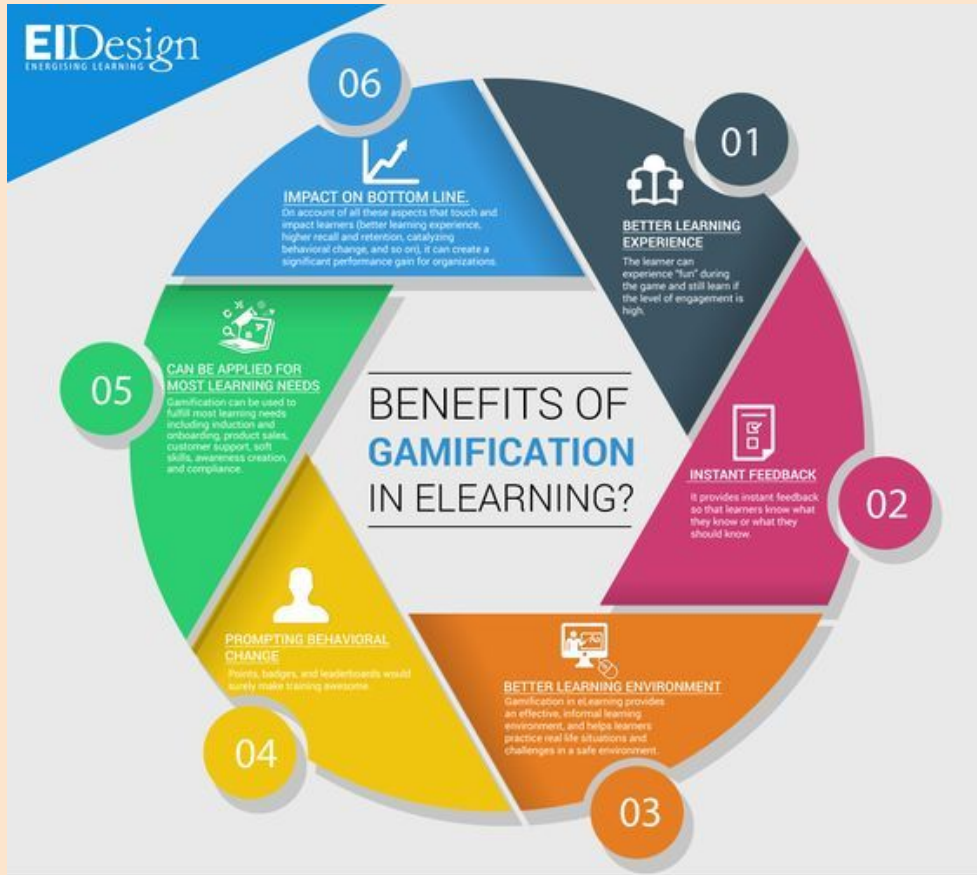 EIDesign
ENERGISING LEARNING
BENEFITS OF
GAMIFICATION
IN ELEARNING?
01
BETTER LEARNING
EXPERIENCE
The learner can
experience "fun" during
the game and still learn if
the level of engagement is
high.
02
INSTANT FEEDBACK
It provides instant feedback
so that learners know what
they know or what they
should know.
03
BETTER LEARNING ENVIRONMENT
Gamification in eLearning provides
an effective, informal learning
environment, and helps learners
practice real life situations and
challenges in a safe environment.
04
PROMPTING BEHAVIORAL
CHANGE
Points, badges, and leaderboards would
surely make training awesome.
05
CAN BE APPLIED FOR
MOST LEARNING NEEDS
Gamification can be used to
fulfill most learning needs
including induction and
onboarding, product sales,
customer support, soft
skills, awareness creation,
and compliance.
06
IMPACT ON BOTTOM LINE.
On account of all these aspects that touch and
impact learners (better learning experience,
higher recall and retention, catalyzing
behavioral change, and so on), it can create a
significant performance gain for organizations.